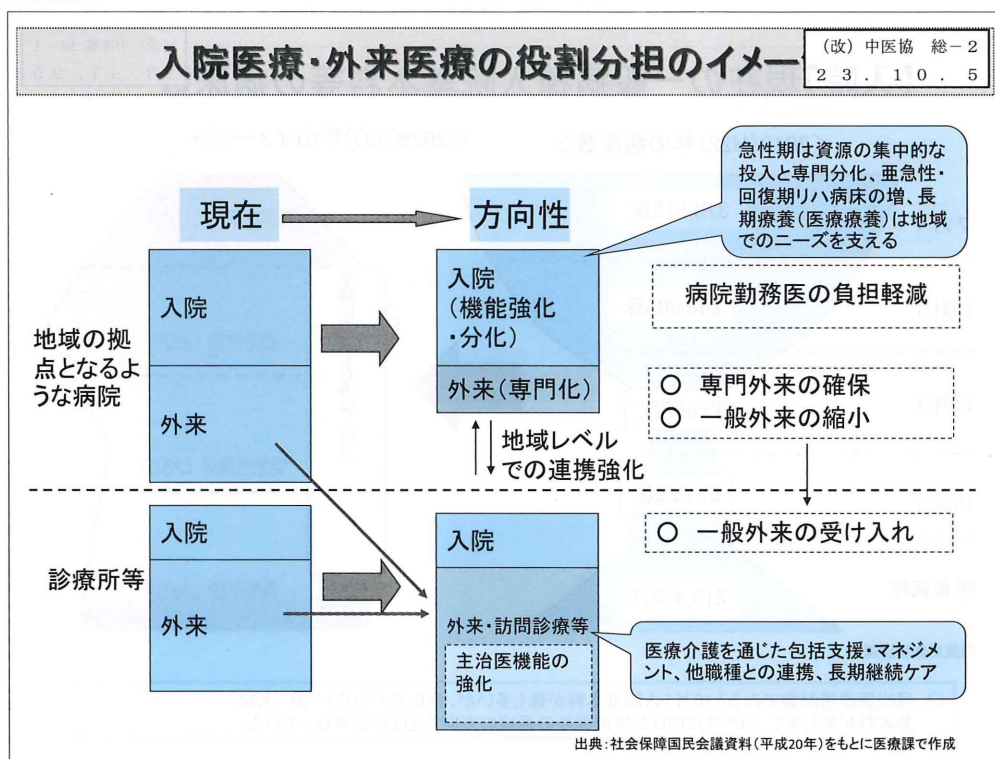 入院医療・外来医療の役割分担のイメー
(改)中医協 総−2
23.10.5
急性期は資源の集中的な
投入と専門分化、亜急性・
回復期リハ病床の増、長
期療養(医療療養)は地域
でのニーズを支える
現在
方向性
病院勤務医の負担軽減
地域の拠
点となるよ
うな病院
入院
外来
入院
(機能強化
・分化)
外来(専門化)
○ 専門外来の確保
○ 一般外来の縮小
地域レベル
での連携強化
診療所等
入院
外来
入院
外来・訪問診療等
主治医機能の
強化
○ 一般外来の受け入れ
医療介護を通じた包括支援・マネジメ
ント、他職種との連携、長期継続ケア
出典:社会保障国民会議資料(平成20年)をもとに医療課で作成